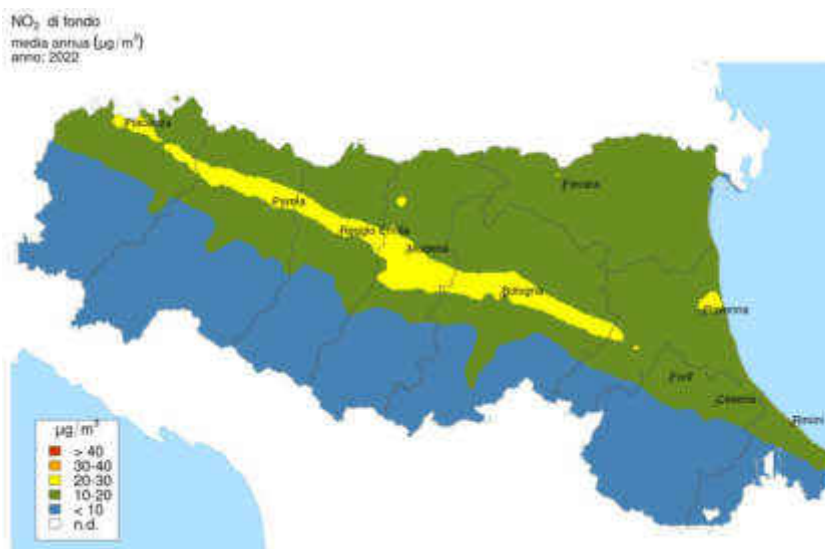 NO₂ di fondo
media annua (µg/m³)
anno: 2022
Piacenza
Ferrara
Parma
Reggio Emilia
Modena
Bologna
Ravenna
Forlì
Cesena
Rimini
µg/m³
> 40
30-40
20-30
10-20
< 10
n.d.